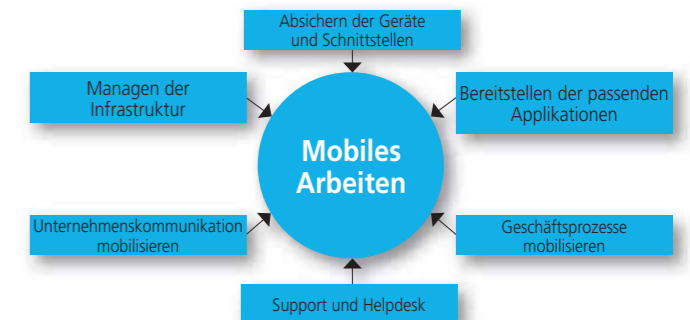 Absichern der Geräte
und Schnittstellen
Managen der
Infrastruktur
Bereitstellen der passenden
Applikationen
Mobiles
Arbeiten
Unternehmenskommunikation
mobilisieren
Geschäftsprozesse
mobilisieren
Support und Helpdesk